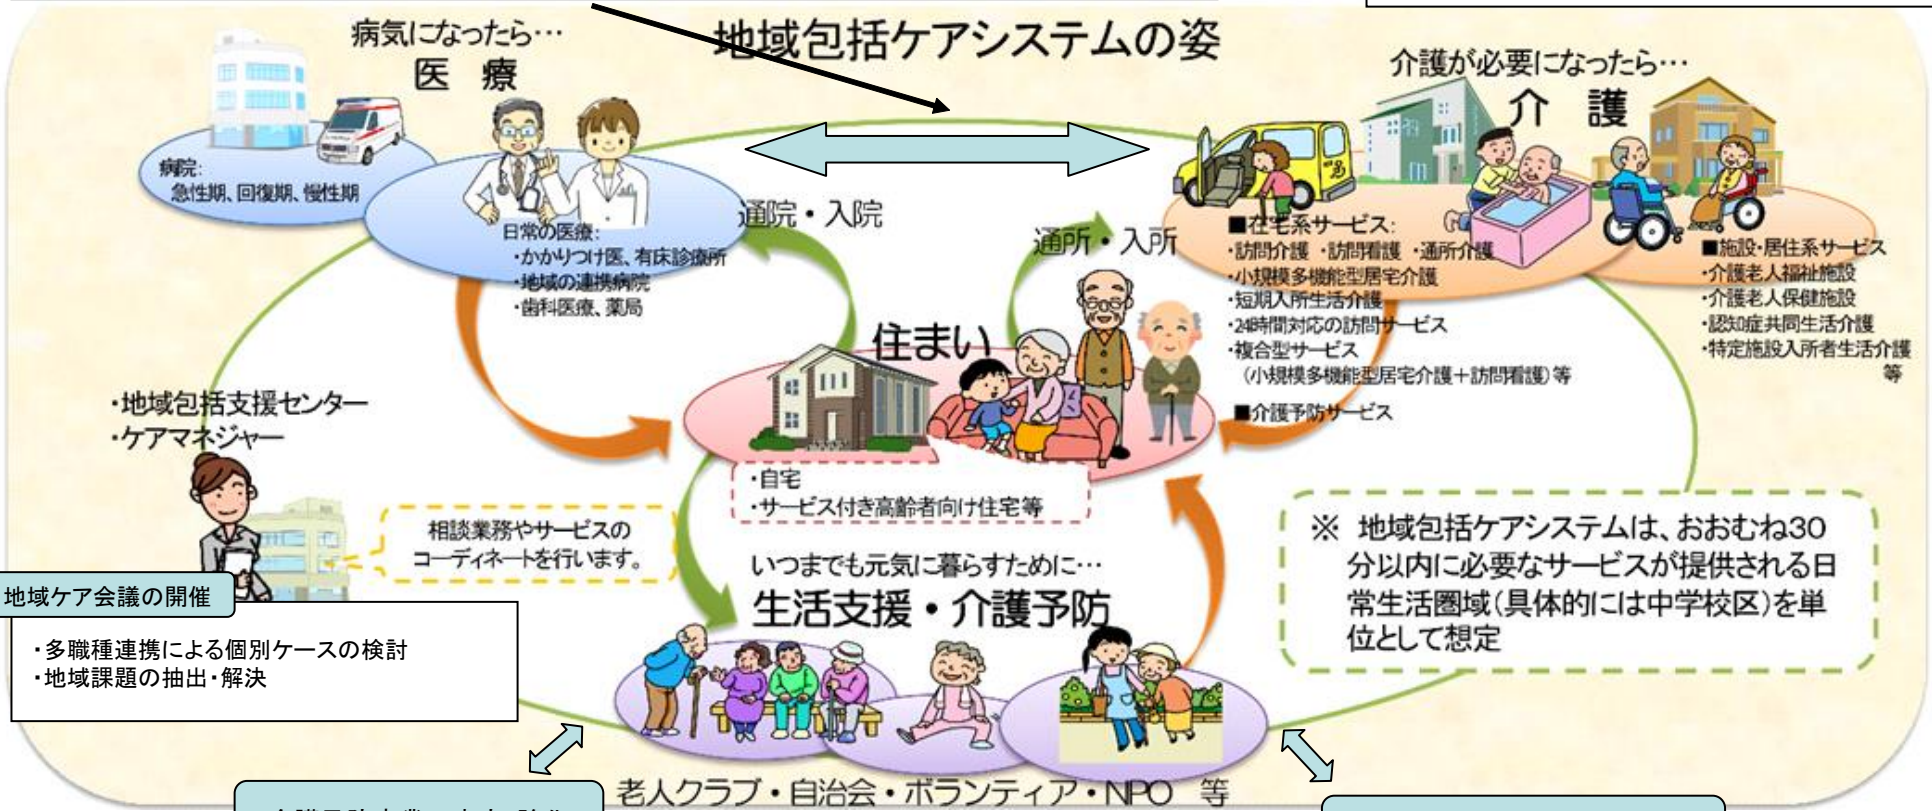 地域包括ケアシステムの姿
病気になったら…
医 療
病院:
急性期、回復期、慢性期
日常の医療:
・かかりつけ医、有床診療所
・地域の連携病院
・歯科医療、薬局
通院・入院
通所・入所
介護が必要になったら…
介 護
■在宅系サービス:
・訪問介護 ・訪問看護 ・通所介護
・小規模多機能型居宅介護
・短期入所生活介護
・24時間対応の訪問サービス
・複合型サービス
(小規模多機能型居宅介護+訪問看護)等
■介護予防サービス
■施設・居住系サービス
・介護老人福祉施設
・介護老人保健施設
・認知症共同生活介護
・特定施設入所者生活介護
等
住まい
・自宅
・サービス付き高齢者向け住宅等
・地域包括支援センター
・ケアマネジャー
相談業務やサービスの
コーディネートを行います。
地域ケア会議の開催
・多職種連携による個別ケースの検討
・地域課題の抽出・解決
いつまでも元気に暮らすために…
生活支援・介護予防
老人クラブ・自治会・ボランティア・NPO 等
※ 地域包括ケアシステムは、おおむね30
分以内に必要なサービスが提供される日
常生活圏域(具体的には中学校区)を単
位として想定